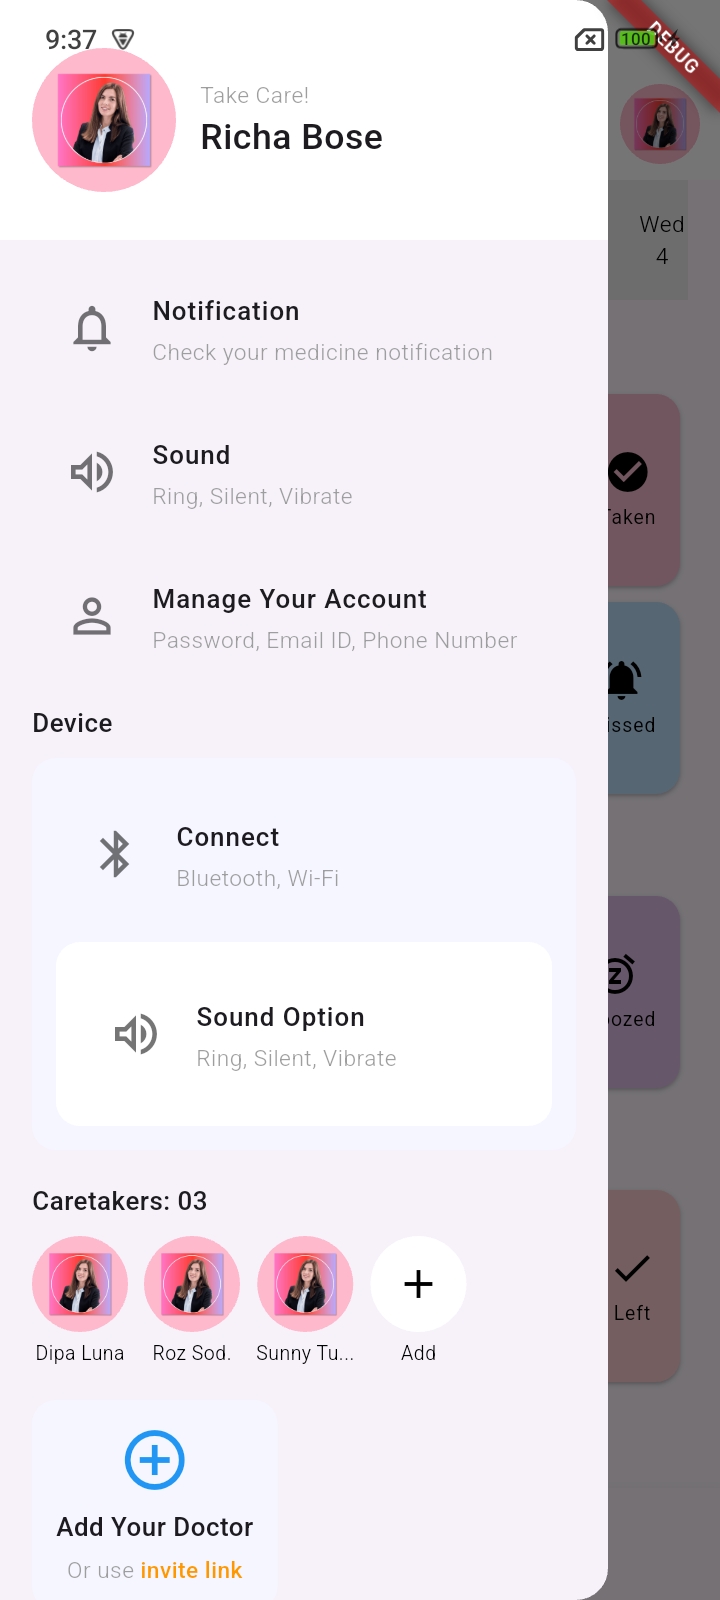 9:37
100
DEBUG
Take Care!
Richa Bose
Wed
4
Notification
Check your medicine notification
Sound
Ring, Silent, Vibrate
Taken
Manage Your Account
Password, Email ID, Phone Number
issed
Device
Connect
Bluetooth, Wi-Fi
Sound Option
Ring, Silent, Vibrate
ozed
Caretakers: 03
Dipa Luna
Roz Sod.
Sunny Tu...
Add
Left
Add Your Doctor
Or use invite link